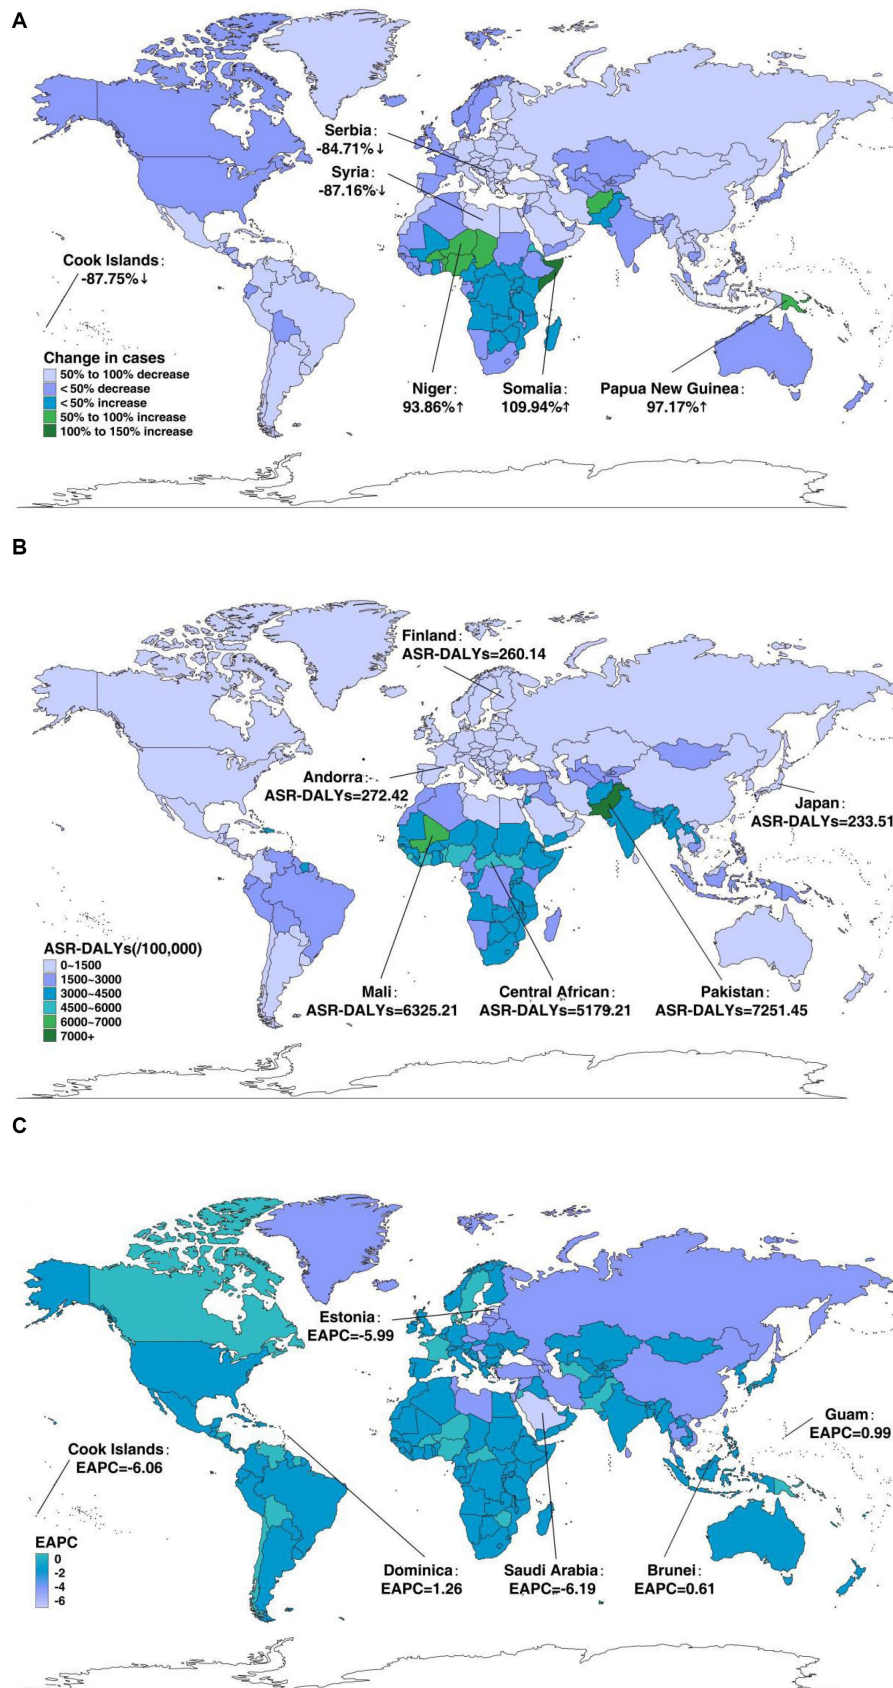 A
Serbia:
-84.71%↓
Syria:
-87.16%↓
Cook Islands:
-87.75%↓
Change in cases
50% to 100% decrease
< 50% decrease
< 50% increase
50% to 100% increase
100% to 150% increase
Niger:
93.86%↑
Somalia:
109.94%↑
Papua New Guinea:
97.17%↑
B
Finland:
ASR-DALYs=260.14
Andorra:
ASR-DALYs=272.42
Japan:
ASR-DALYs=233.51
ASR-DALYs(/100,000)
0~1500
1500~3000
3000~4500
4500~6000
6000~7000
7000+
Mali:
ASR-DALYs=6325.21
Central African:
ASR-DALYs=5179.21
Pakistan:
ASR-DALYs=7251.45
C
Estonia:
EAPC=-5.99
Guam:
EAPC=0.99
Cook Islands:
EAPC=-6.06
EAPC
0
-2
-4
-6
Dominica:
EAPC=1.26
Saudi Arabia:
EAPC=-6.19
Brunei:
EAPC=0.61